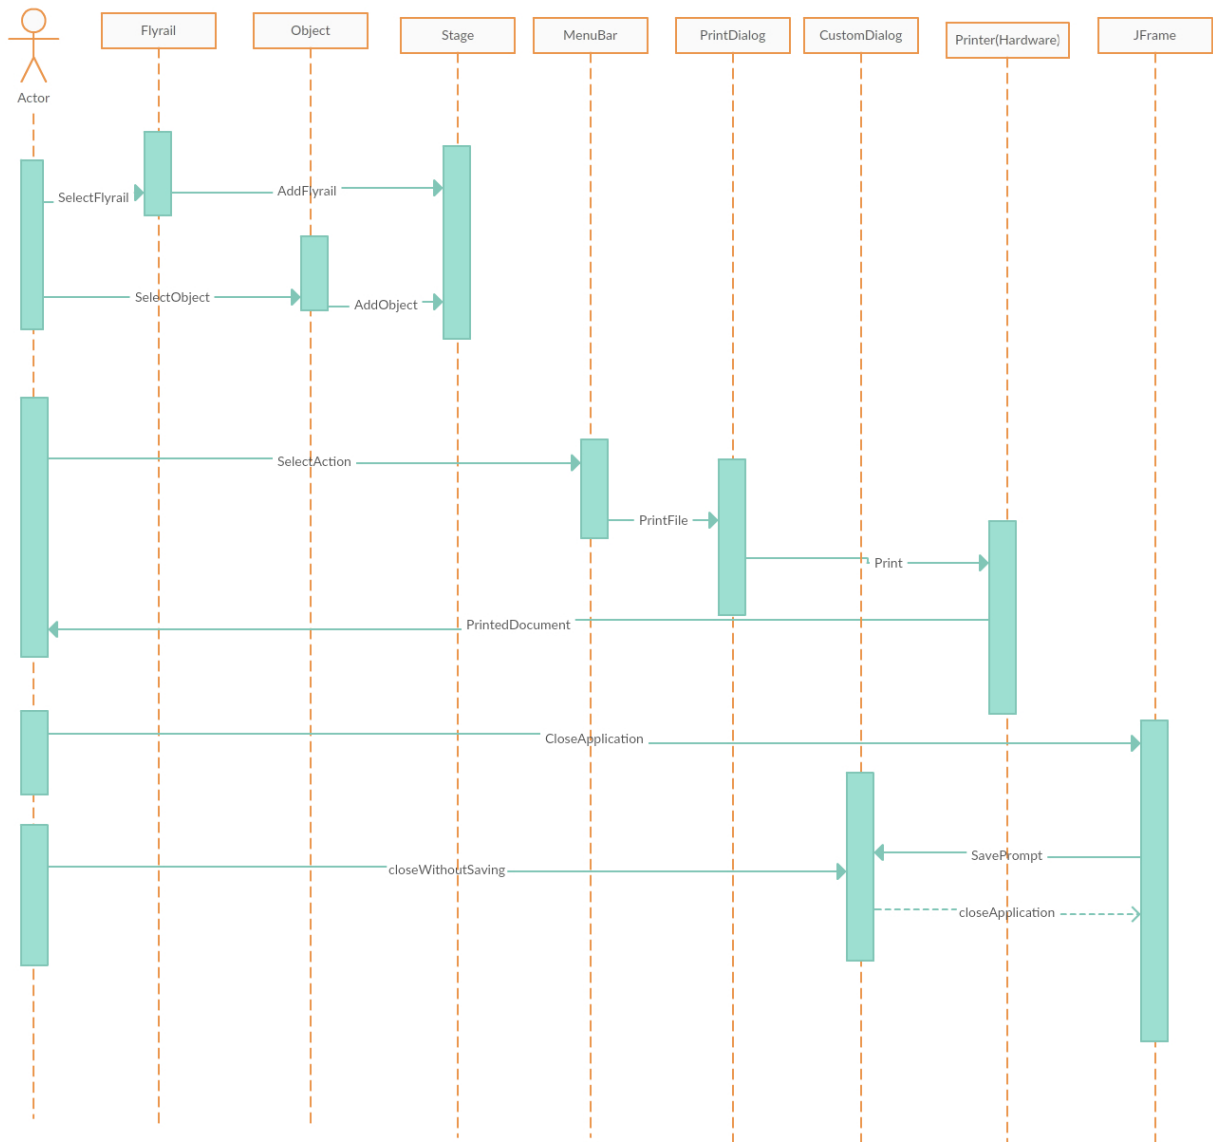 Flyrail
Object
Stage
MenuBar
PrintDialog
CustomDialog
Printer(Hardware)
JFrame
Actor
SelectFlyrail
AddFlyrail
SelectObject
AddObject
SelectAction
PrintFile
Print
PrintedDocument
CloseApplication
SavePrompt
closeWithoutSaving
closeApplication